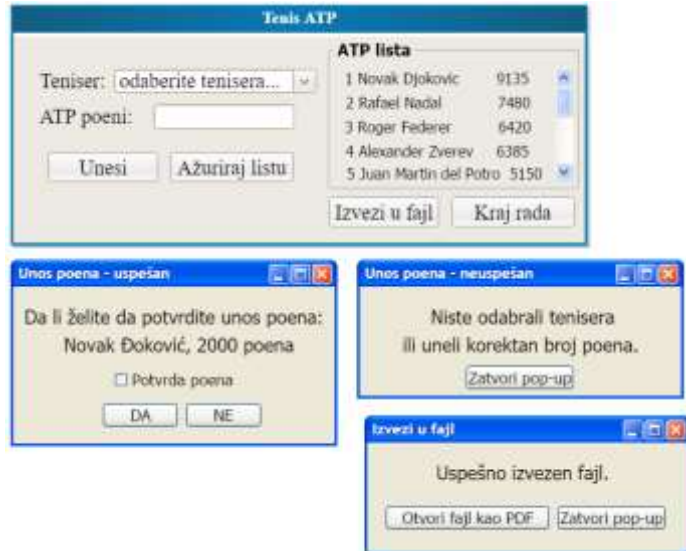 Tenis ATP
Teniser: odaberite tenisera...
ATP poeni:
Unesi Ažuriraj listu
ATP lista
1 Novak Djokovic 9135
2 Rafael Nadal 7480
3 Roger Federer 6420
4 Alexander Zverev 6385
5 Juan Martin del Potro 5150
Izvezi u fajl Kraj rada
Unos poena - uspešan
Da li želite da potvrdite unos poena:
Novak Đoković, 2000 poena
Potvrda poena
DA NE
Unos poena - neuspešan
Niste odabrali tenisera
ili uneli korektan broj poena.
Zatvori pop-up
Izvezi u fajl
Uspešno izvezen fajl.
Otvori fajl kao PDF Zatvori pop-up